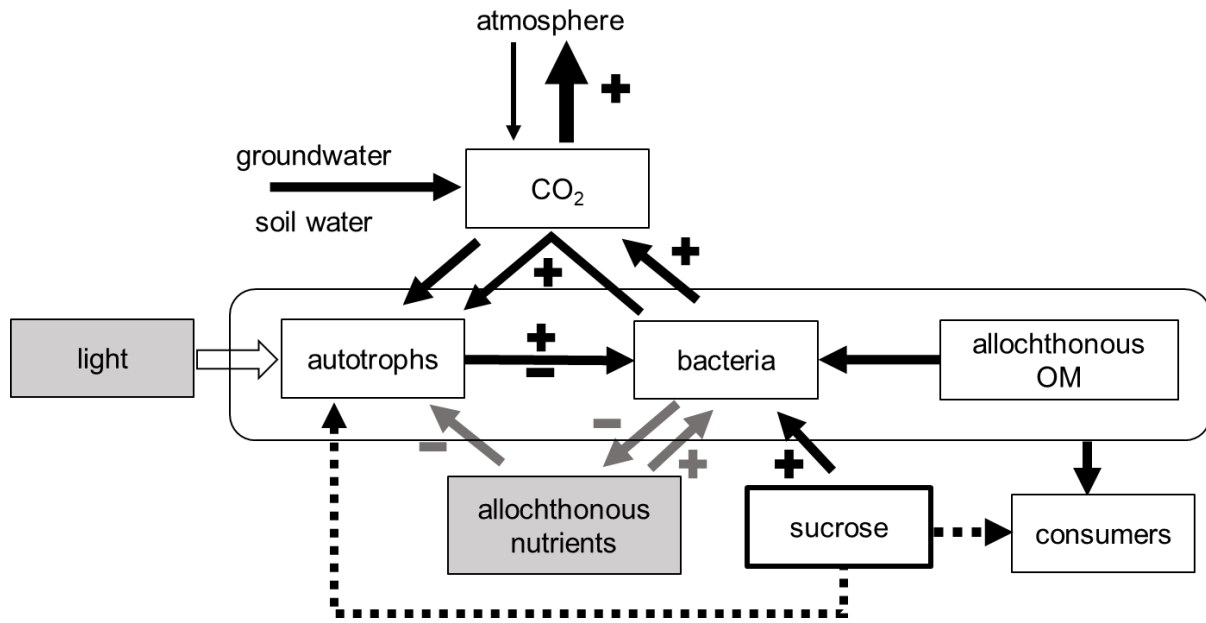 atmosphere
+
groundwater
soil water
CO₂
+
+
light
autotrophs
+
−
bacteria
allochthonous
OM
−
−
+
+
allochthonous
nutrients
sucrose
consumers